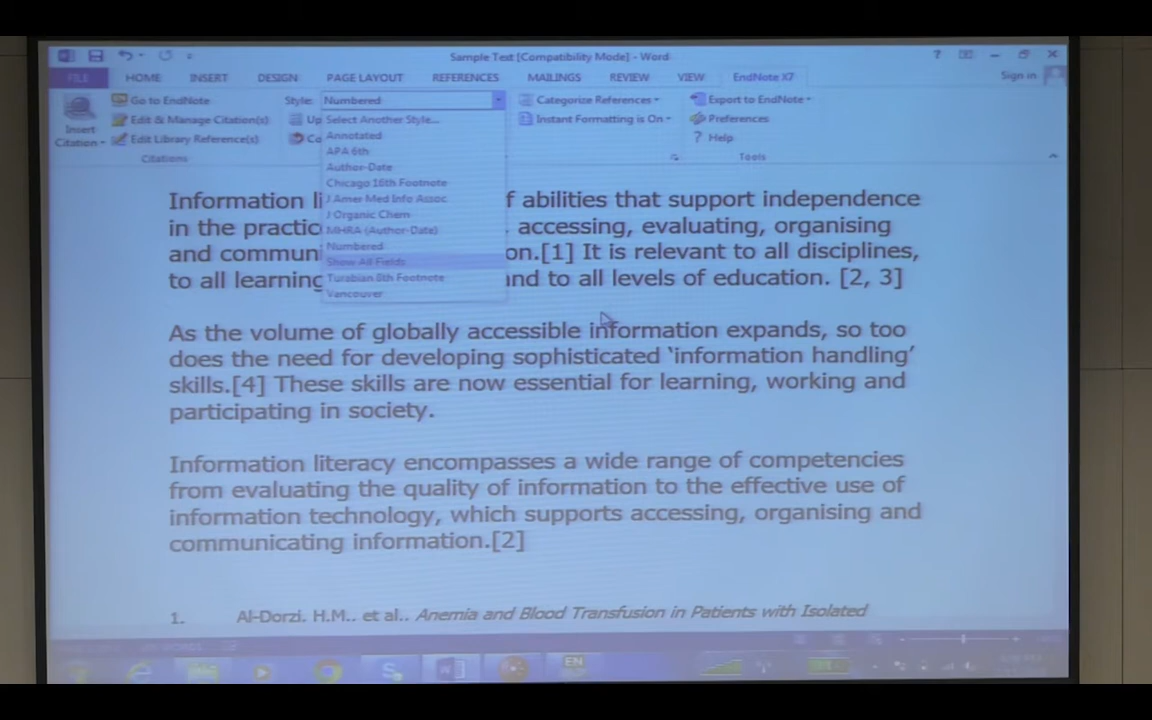 Sample Text [Compatibility Mode] - Word
FILE HOME INSERT DESIGN PAGE LAYOUT REFERENCES MAILINGS REVIEW VIEW EndNote X7 Sign in
Insert Citation
Go to EndNote
Edit & Manage Citation(s)
Edit Library Reference(s)
Citations
Style: Numbered
Up
Co
Select Another Style...
Annotated
APA 6th
Author-Date
Chicago 16th Footnote
J Amer Med Info Assoc
J Organic Chem
MHRA (Author-Date)
Numbered
Show All Fields
Turabian 8th Footnote
Vancouver
Categorize References
Instant Formatting is On
Export to EndNote
Preferences
? Help
Tools
Information li f abilities that support independence
in the practic accessing, evaluating, organising
and commun on.[1] It is relevant to all disciplines,
to all learning and to all levels of education. [2, 3]
As the volume of globally accessible information expands, so too
does the need for developing sophisticated ‘information handling’
skills.[4] These skills are now essential for learning, working and
participating in society.
Information literacy encompasses a wide range of competencies
from evaluating the quality of information to the effective use of
information technology, which supports accessing, organising and
communicating information.[2]
1. Al-Dorzi, H.M., et al., Anemia and Blood Transfusion in Patients with Isolated
EN